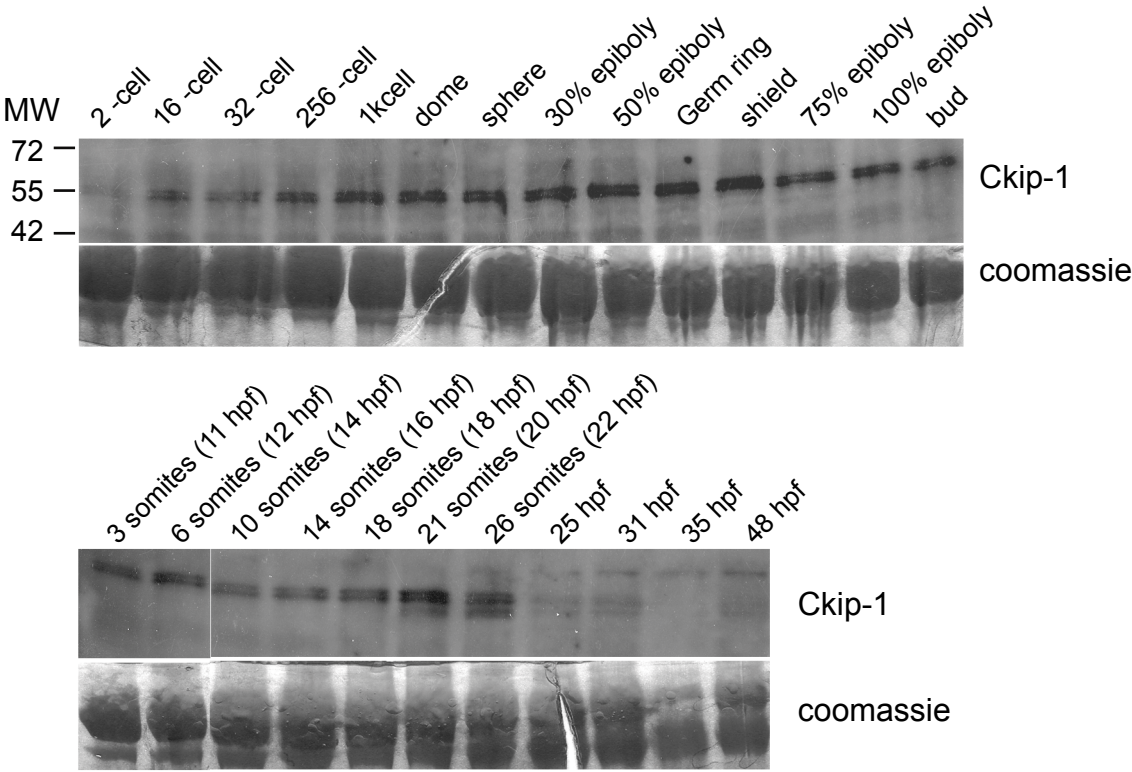 MW
2 -cell
16 -cell
32 -cell
256 -cell
1kcell
dome
sphere
30% epiboly
50% epiboly
Germ ring
shield
75% epiboly
100% epiboly
bud
72
55
42
Ckip-1
coomassie
3 somites (11 hpf)
6 somites (12 hpf)
10 somites (14 hpf)
14 somites (16 hpf)
18 somites (18 hpf)
21 somites (20 hpf)
26 somites (22 hpf)
25 hpf
31 hpf
35 hpf
48 hpf
Ckip-1
coomassie